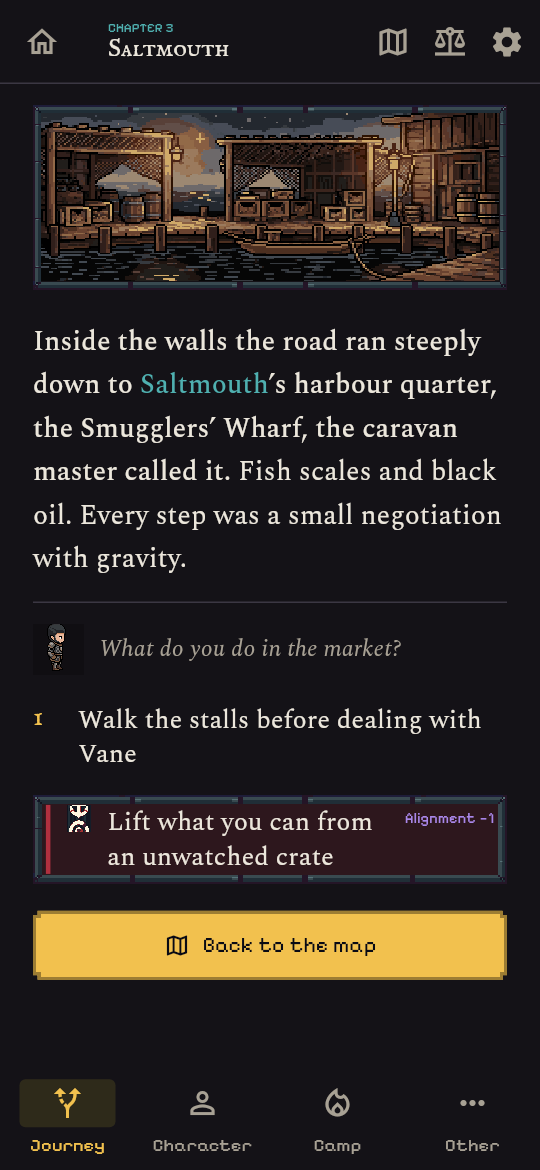 CHAPTER 3
Saltmouth
Inside the walls the road ran steeply
down to Saltmouth's harbour quarter,
the Smugglers' Wharf, the caravan
master called it. Fish scales and black
oil. Every step was a small negotiation
with gravity.
What do you do in the market?
1 Walk the stalls before dealing with
Vane
Lift what you can from Alignment -1
an unwatched crate
Back to the map
Journey Character Camp Other